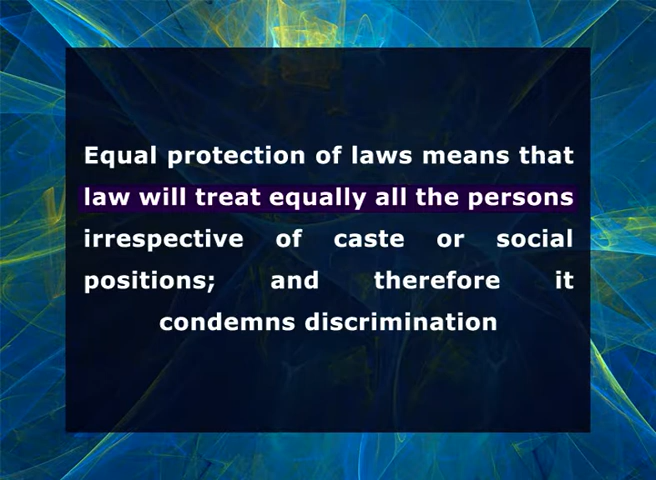 Equal protection of laws means that
law will treat equally all the persons
irrespective of caste or social
positions; and therefore it
condemns discrimination